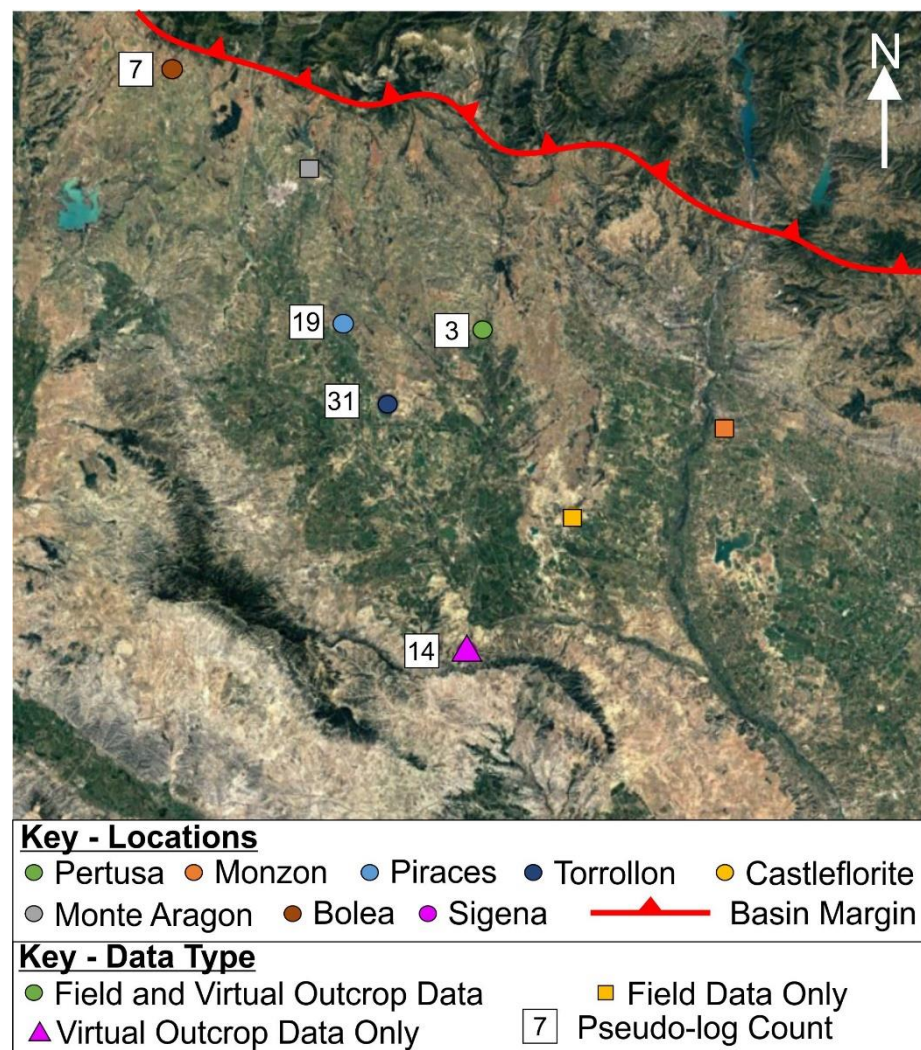 N
7
19
3
31
14
Key - Locations
Pertusa Monzon Piraces Torrollon Castleflorite
Monte Aragon Bolea Sigena Basin Margin
Key - Data Type
Field and Virtual Outcrop Data Field Data Only
Virtual Outcrop Data Only 7 Pseudo-log Count